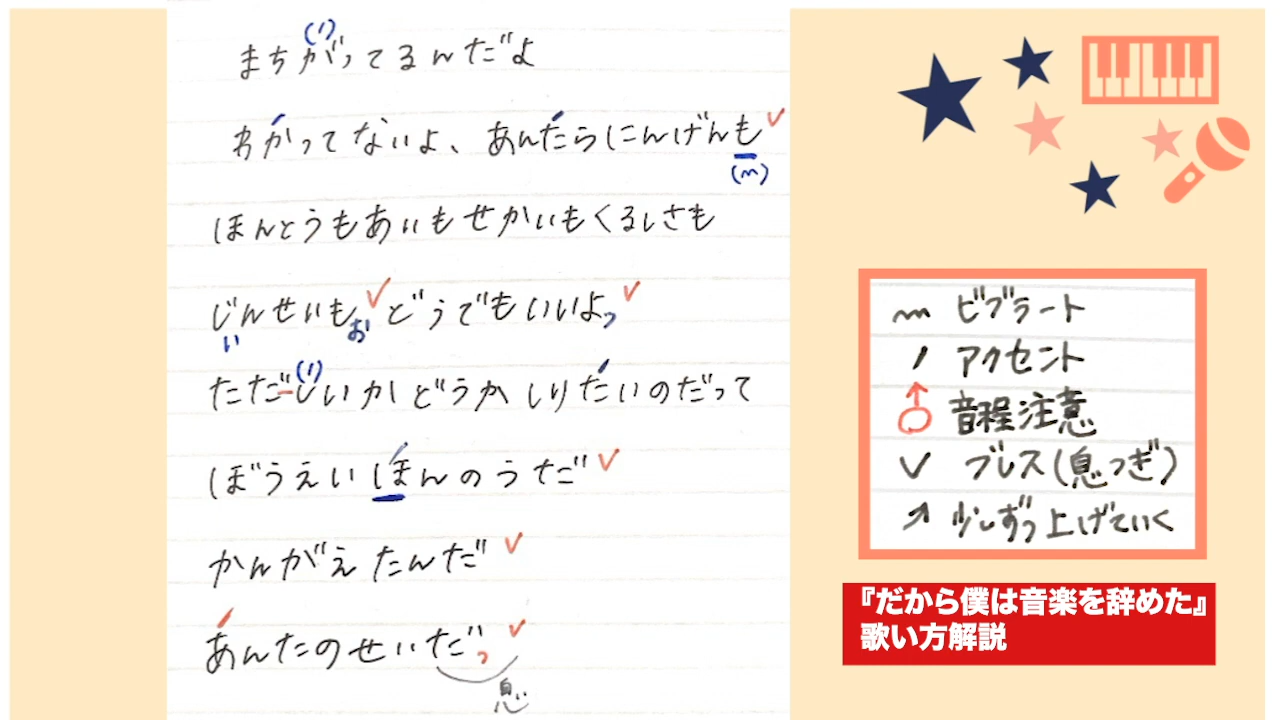 (ノ)
まちがってるんだよ
わかってないよ、あんたらにんげんも✓
(m)
ほんとうもあいもせかいもくるしさも
じんせいも✓どうでもいいよっ✓
い お
(ノ)
ただーしいかどうかしりたいのだって
ぼうえいほんのうだ✓
かんがえたんだ✓
あんたのせいだっ✓
息
ビブラート
アクセント
音程注意
ブレス(息つぎ)
少しずつ上げていく
『だから僕は音楽を辞めた』
歌い方解説